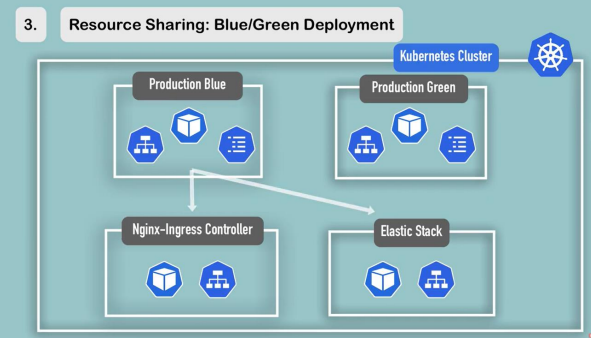 3. Resource Sharing: Blue/Green Deployment
Kubernetes Cluster
Production Blue
Production Green
Nginx-Ingress Controller
Elastic Stack